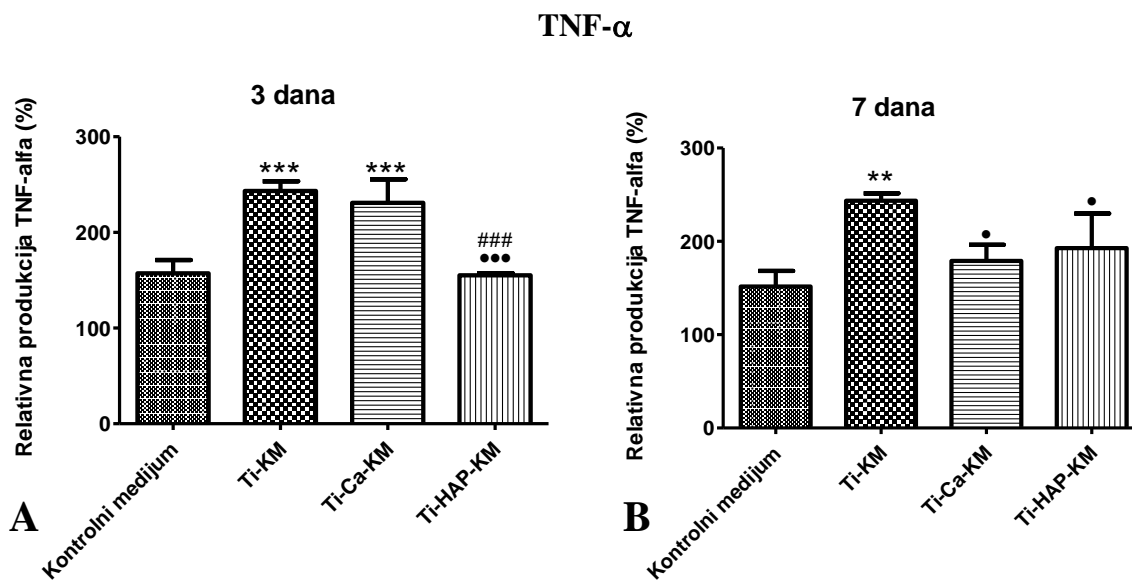 TNF-α
3 dana
Relativna produkcija TNF-alfa (%)
300
200
100
0
***
***
###
•••
Kontrolni medijum
Ti-KM
Ti-Ca-KM
Ti-HAP-KM
A
7 dana
Relativna produkcija TNF-alfa (%)
300
200
100
0
**
•
•
Kontrolni medijum
Ti-KM
Ti-Ca-KM
Ti-HAP-KM
B